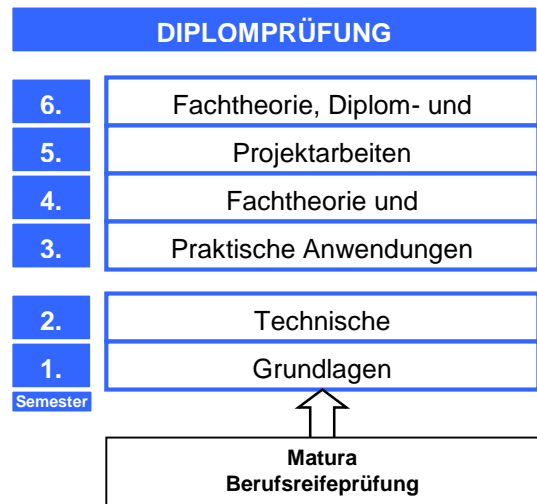 DIPLOMPRÜFUNG
6. Fachtheorie, Diplom- und
5. Projektarbeiten
4. Fachtheorie und
3. Praktische Anwendungen
2. Technische
1. Grundlagen
Semester
Matura
Berufsreifeprüfung